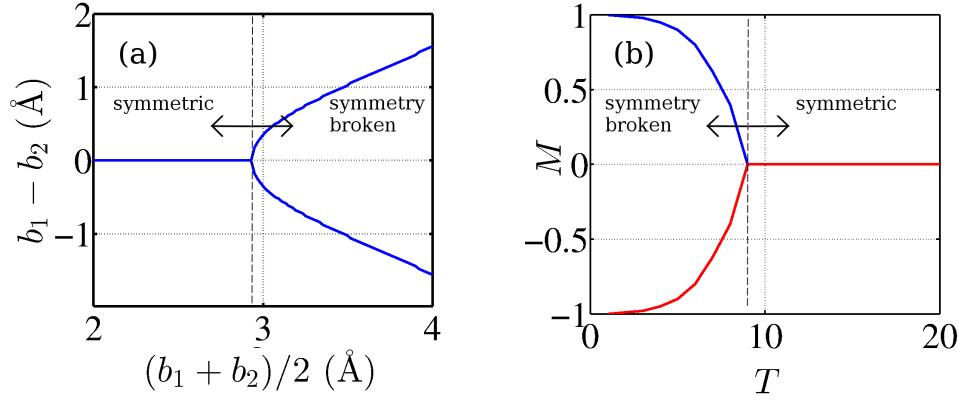 (a)
symmetric
symmetry
broken
2
1
0
−1
2
3
4
b₁ − b₂ (Å)
(b₁ + b₂)/2 (Å)
(b)
symmetry
broken
symmetric
1
0.5
0
−0.5
−1
0
10
20
M
T